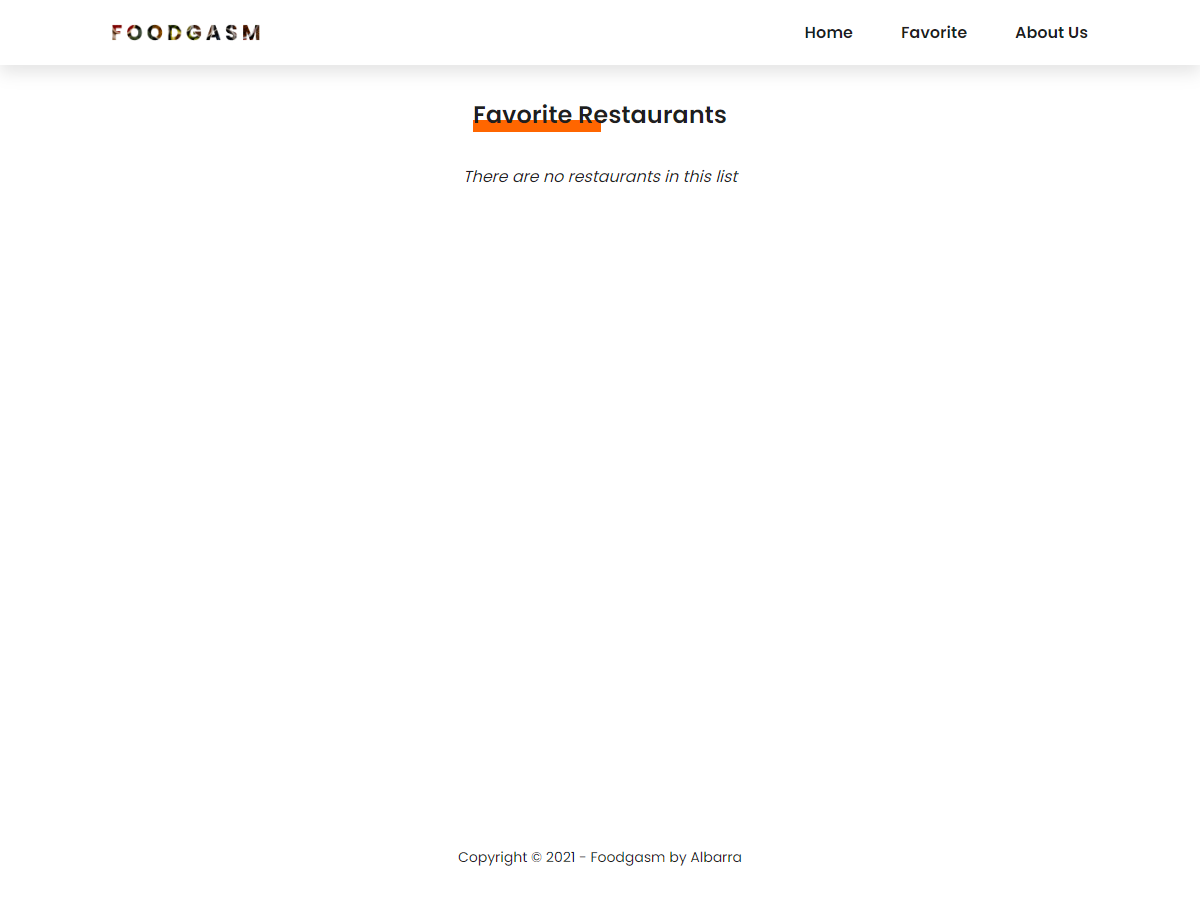 FOODGASM
Home
Favorite
About Us
Favorite Restaurants
There are no restaurants in this list
Copyright © 2021 - Foodgasm by Albarra